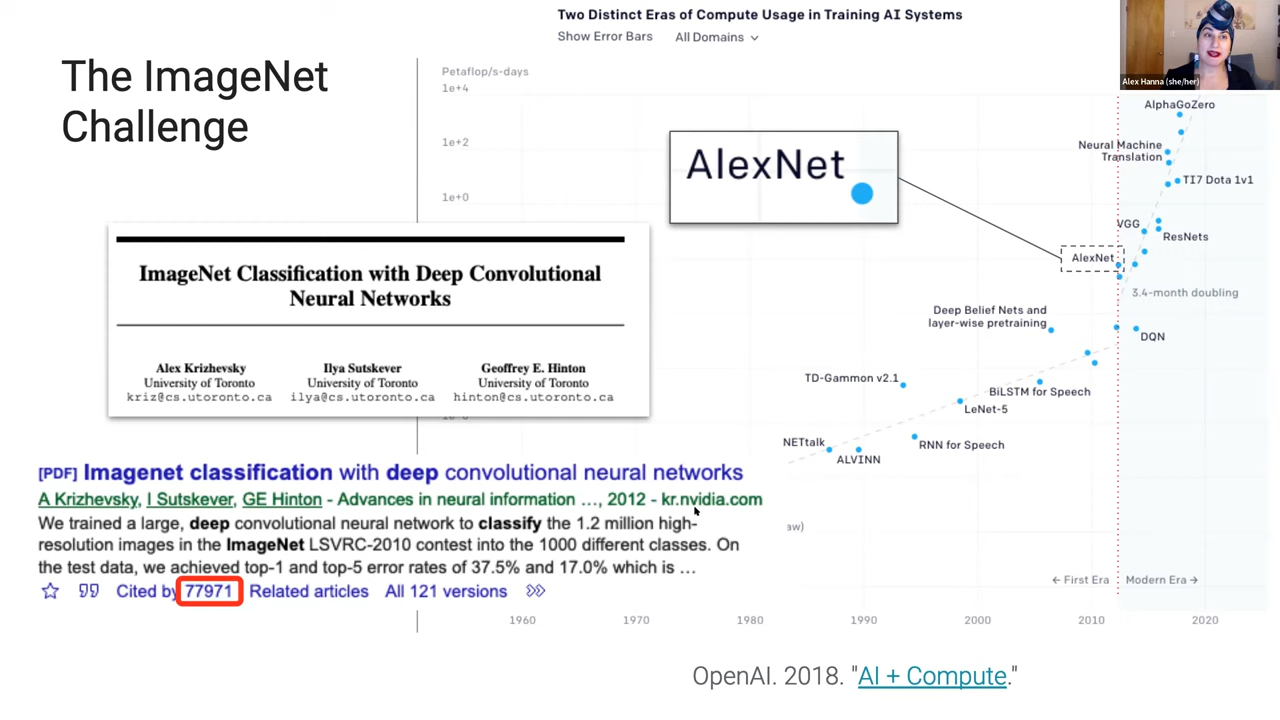 The ImageNet
Challenge
Two Distinct Eras of Compute Usage in Training AI Systems
Show Error Bars
All Domains
Alex Hanna (she/her)
Petaflop/s-days
1e+4
1e+2
1e+0
AlexNet
AlphaGoZero
Neural Machine
Translation
TI7 Dota 1v1
VGG
ResNets
AlexNet
3.4-month doubling
Deep Belief Nets and
layer-wise pretraining
DQN
TD-Gammon v2.1
BiLSTM for Speech
LeNet-5
NETtalk
RNN for Speech
ALVINN
ImageNet Classification with Deep Convolutional
Neural Networks
Alex Krizhevsky
University of Toronto
kriz@cs.utoronto.ca
Ilya Sutskever
University of Toronto
ilya@cs.utoronto.ca
Geoffrey E. Hinton
University of Toronto
hinton@cs.utoronto.ca
[PDF] Imagenet classification with deep convolutional neural networks
A Krizhevsky, I Sutskever, GE Hinton - Advances in neural information ..., 2012 - kr.nvidia.com
We trained a large, deep convolutional neural network to classify the 1.2 million high-
resolution images in the ImageNet LSVRC-2010 contest into the 1000 different classes. On
the test data, we achieved top-1 and top-5 error rates of 37.5% and 17.0% which is ...
Cited by 77971 Related articles All 121 versions
aw)
← First Era
Modern Era →
1960 1970 1980 1990 2000 2010 2020
OpenAI. 2018. "AI + Compute."